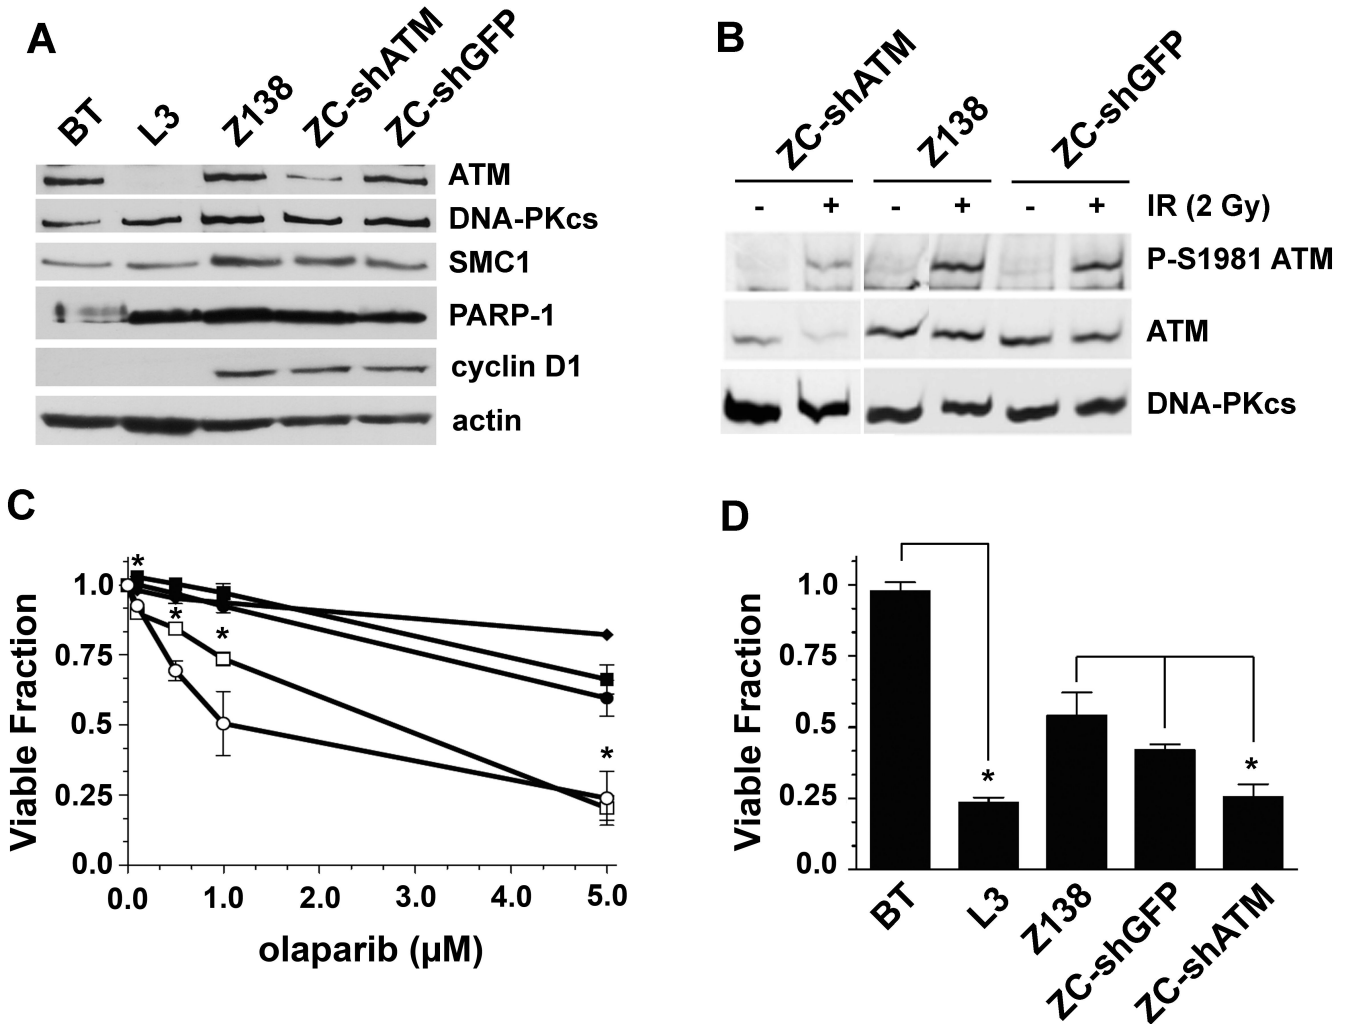 A
BT L3 Z138 ZC-shATM ZC-shGFP
ATM
DNA-PKcs
SMC1
PARP-1
cyclin D1
actin
B
ZC-shATM Z138 ZC-shGFP
- + - + - + IR (2 Gy)
P-S1981 ATM
ATM
DNA-PKcs
C
Viable Fraction
1.0
0.75
0.5
0.25
0.0
* * * *
0.0 1.0 2.0 3.0 4.0 5.0
olaparib (µM)
D
Viable Fraction
1.0
0.75
0.5
0.25
0.0
* *
BT L3 Z138 ZC-shGFP ZC-shATM